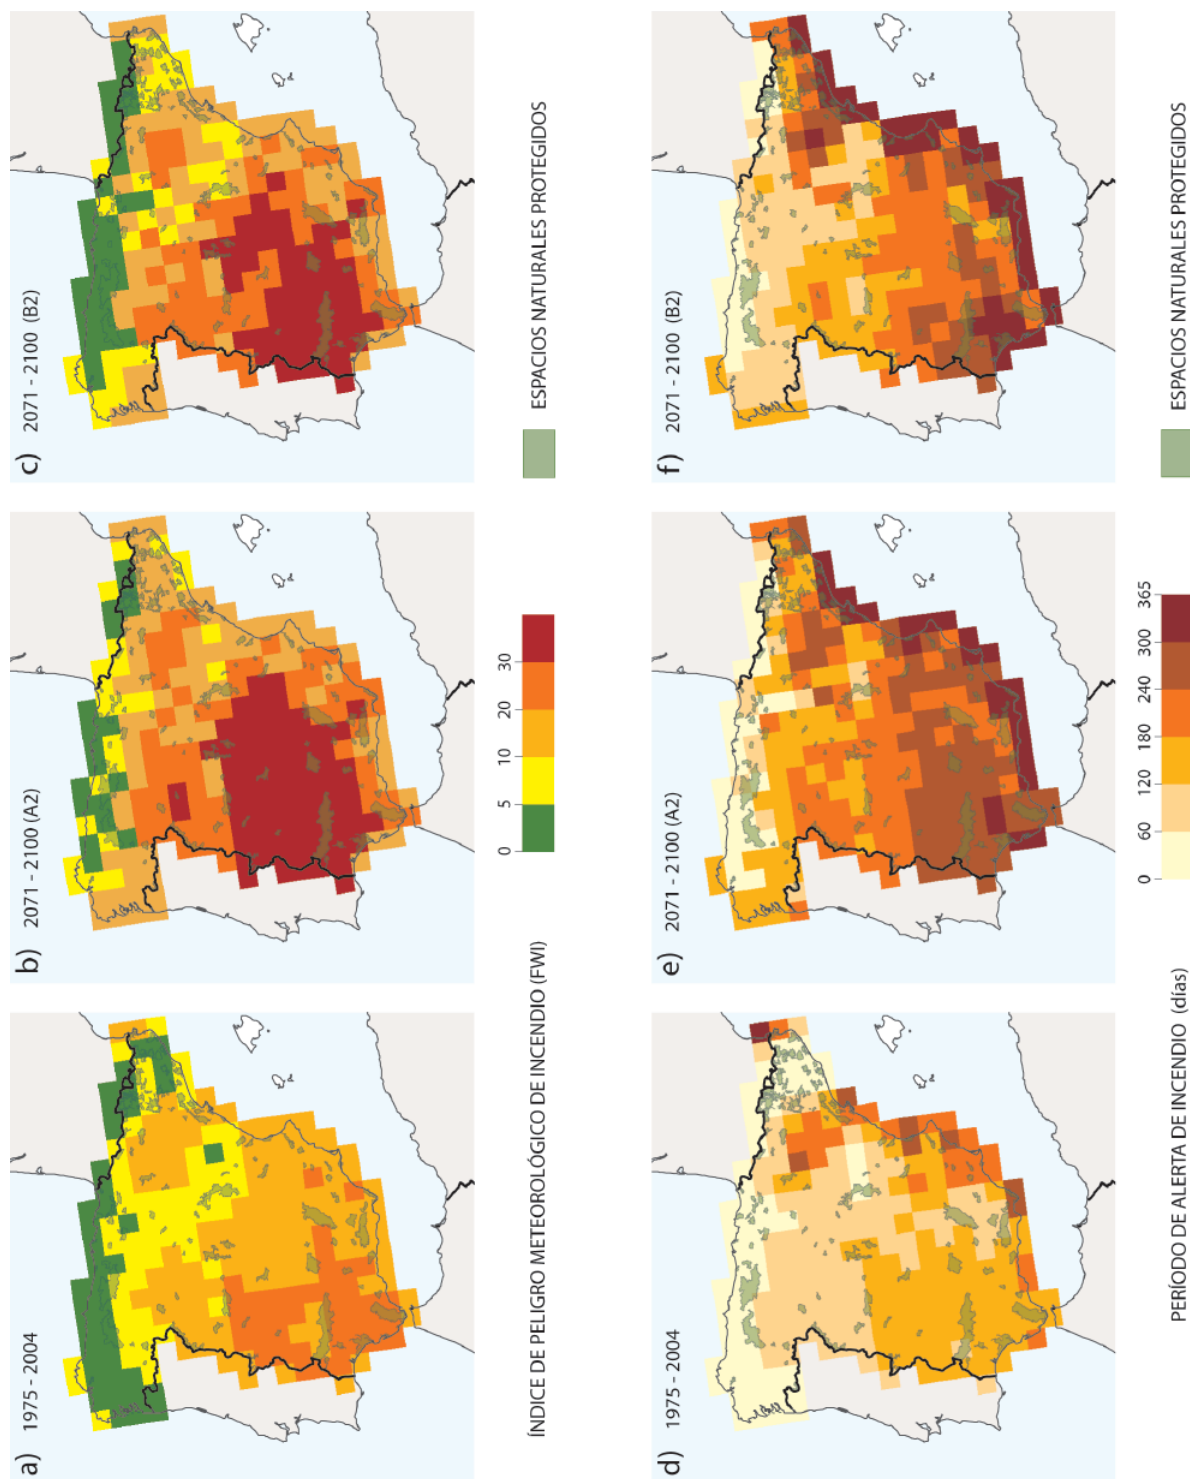 a) 1975 - 2004
b) 2071 - 2100 (A2)
c) 2071 - 2100 (B2)
ÍNDICE DE PELIGRO METEOROLÓGICO DE INCENDIO (FWI)
0 5 10 20 30
ESPACIOS NATURALES PROTEGIDOS
d) 1975 - 2004
e) 2071 - 2100 (A2)
f) 2071 - 2100 (B2)
PERÍODO DE ALERTA DE INCENDIO (días)
0 60 120 180 240 300 365
ESPACIOS NATURALES PROTEGIDOS